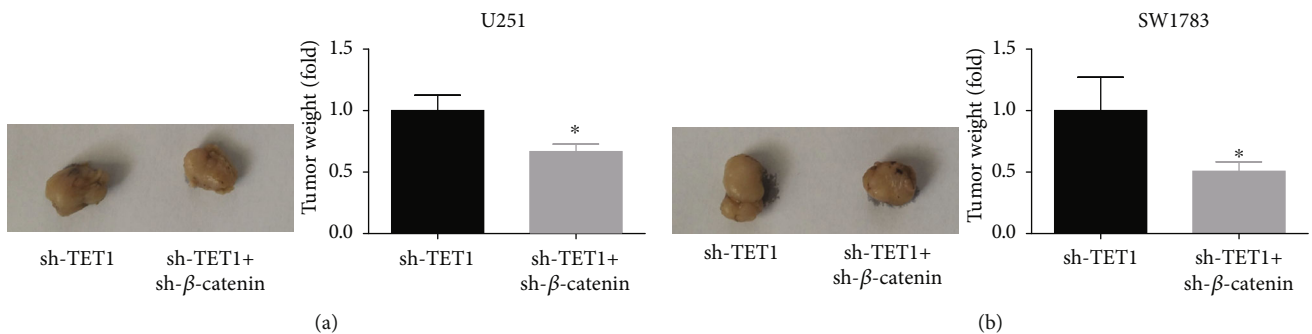 U251
Tumor weight (fold)
1.5
1.0
0.5
0.0
*
sh-TET1
sh-TET1+
sh-β-catenin
sh-TET1
sh-TET1+
sh-β-catenin
(a)
SW1783
Tumor weight (fold)
1.5
1.0
0.5
0.0
*
sh-TET1
sh-TET1+
sh-β-catenin
sh-TET1
sh-TET1+
sh-β-catenin
(b)